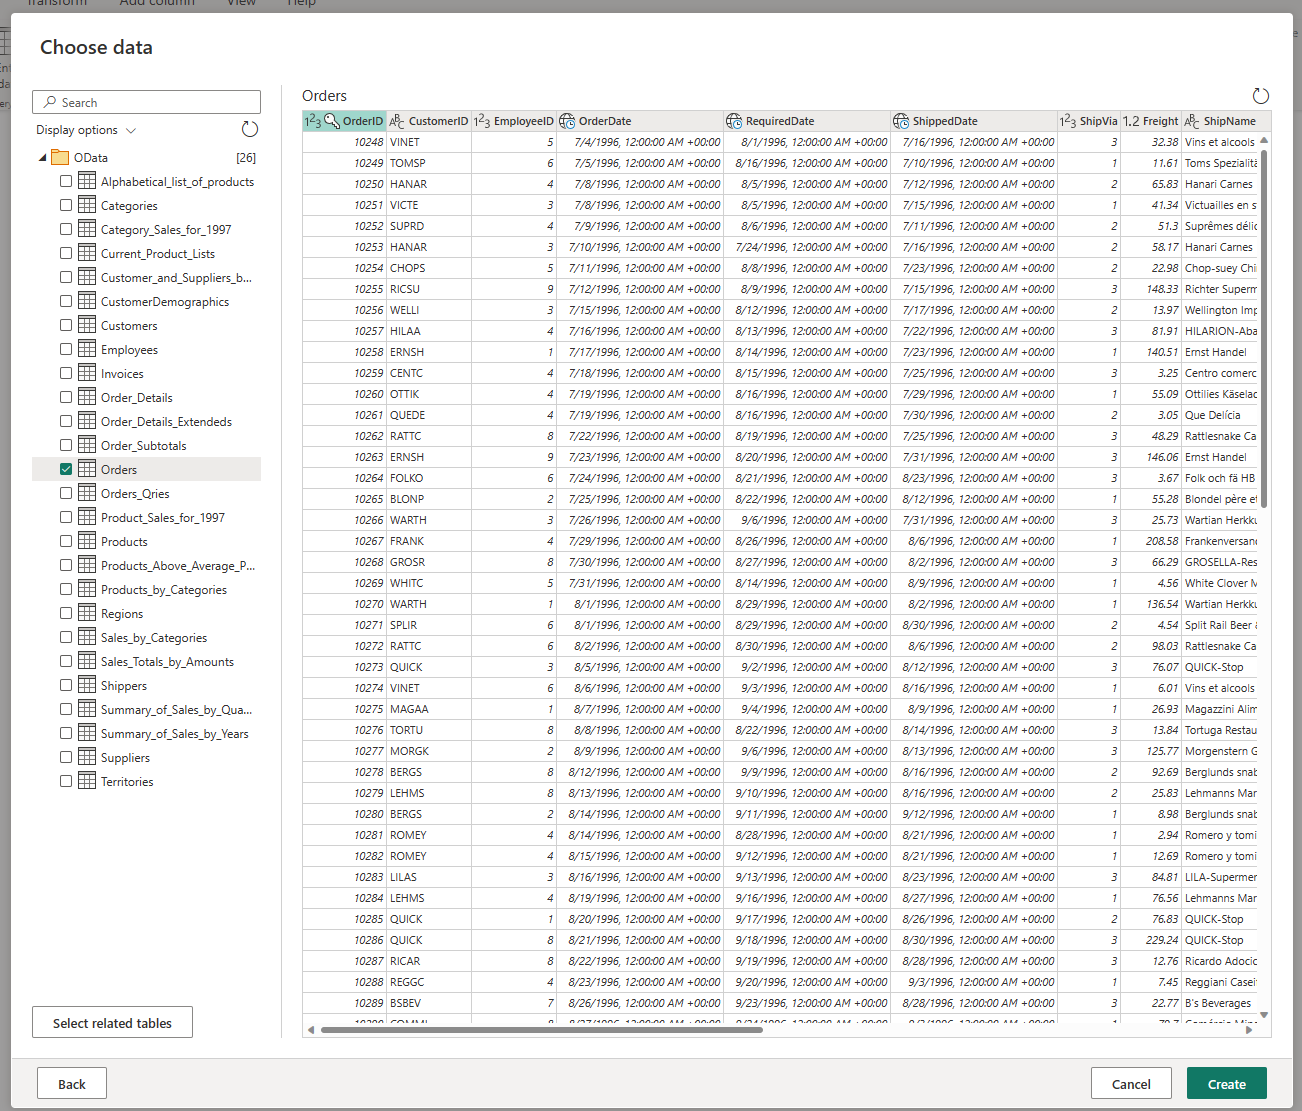 Transform Add column View Help
Choose data
Search
Display options
OData [26]
Alphabetical_list_of_products
Categories
Category_Sales_for_1997
Current_Product_Lists
Customer_and_Suppliers_b...
CustomerDemographics
Customers
Employees
Invoices
Order_Details
Order_Details_Extendeds
Order_Subtotals
Orders
Orders_Qries
Product_Sales_for_1997
Products
Products_Above_Average_P...
Products_by_Categories
Regions
Sales_by_Categories
Sales_Totals_by_Amounts
Shippers
Summary_of_Sales_by_Qua...
Summary_of_Sales_by_Years
Suppliers
Territories
Select related tables
Orders
1²3 OrderID ABC CustomerID 1²3 EmployeeID OrderDate RequiredDate ShippedDate 1²3 ShipVia 1.2 Freight ABC ShipName
10248 VINET 5 7/4/1996, 12:00:00 AM +00:00 8/1/1996, 12:00:00 AM +00:00 7/16/1996, 12:00:00 AM +00:00 3 32.38 Vins et alcools
10249 TOMSP 6 7/5/1996, 12:00:00 AM +00:00 8/16/1996, 12:00:00 AM +00:00 7/10/1996, 12:00:00 AM +00:00 1 11.61 Toms Spezialitä
10250 HANAR 4 7/8/1996, 12:00:00 AM +00:00 8/5/1996, 12:00:00 AM +00:00 7/12/1996, 12:00:00 AM +00:00 2 65.83 Hanari Carnes
10251 VICTE 3 7/8/1996, 12:00:00 AM +00:00 8/5/1996, 12:00:00 AM +00:00 7/15/1996, 12:00:00 AM +00:00 1 41.34 Victuailles en s
10252 SUPRD 4 7/9/1996, 12:00:00 AM +00:00 8/6/1996, 12:00:00 AM +00:00 7/11/1996, 12:00:00 AM +00:00 2 51.3 Suprêmes délic
10253 HANAR 3 7/10/1996, 12:00:00 AM +00:00 7/24/1996, 12:00:00 AM +00:00 7/16/1996, 12:00:00 AM +00:00 2 58.17 Hanari Carnes
10254 CHOPS 5 7/11/1996, 12:00:00 AM +00:00 8/8/1996, 12:00:00 AM +00:00 7/23/1996, 12:00:00 AM +00:00 2 22.98 Chop-suey Chi
10255 RICSU 9 7/12/1996, 12:00:00 AM +00:00 8/9/1996, 12:00:00 AM +00:00 7/15/1996, 12:00:00 AM +00:00 3 148.33 Richter Superm
10256 WELLI 3 7/15/1996, 12:00:00 AM +00:00 8/12/1996, 12:00:00 AM +00:00 7/17/1996, 12:00:00 AM +00:00 2 13.97 Wellington Imp
10257 HILAA 4 7/16/1996, 12:00:00 AM +00:00 8/13/1996, 12:00:00 AM +00:00 7/22/1996, 12:00:00 AM +00:00 3 81.91 HILARION-Aba
10258 ERNSH 1 7/17/1996, 12:00:00 AM +00:00 8/14/1996, 12:00:00 AM +00:00 7/23/1996, 12:00:00 AM +00:00 1 140.51 Ernst Handel
10259 CENTC 4 7/18/1996, 12:00:00 AM +00:00 8/15/1996, 12:00:00 AM +00:00 7/25/1996, 12:00:00 AM +00:00 3 3.25 Centro comerc
10260 OTTIK 4 7/19/1996, 12:00:00 AM +00:00 8/16/1996, 12:00:00 AM +00:00 7/29/1996, 12:00:00 AM +00:00 1 55.09 Ottilies Käselad
10261 QUEDE 4 7/19/1996, 12:00:00 AM +00:00 8/16/1996, 12:00:00 AM +00:00 7/30/1996, 12:00:00 AM +00:00 2 3.05 Que Delícia
10262 RATTC 8 7/22/1996, 12:00:00 AM +00:00 8/19/1996, 12:00:00 AM +00:00 7/25/1996, 12:00:00 AM +00:00 3 48.29 Rattlesnake Ca
10263 ERNSH 9 7/23/1996, 12:00:00 AM +00:00 8/20/1996, 12:00:00 AM +00:00 7/31/1996, 12:00:00 AM +00:00 3 146.06 Ernst Handel
10264 FOLKO 6 7/24/1996, 12:00:00 AM +00:00 8/21/1996, 12:00:00 AM +00:00 8/23/1996, 12:00:00 AM +00:00 3 3.67 Folk och fä HB
10265 BLONP 2 7/25/1996, 12:00:00 AM +00:00 8/22/1996, 12:00:00 AM +00:00 8/12/1996, 12:00:00 AM +00:00 1 55.28 Blondel père et
10266 WARTH 3 7/26/1996, 12:00:00 AM +00:00 9/6/1996, 12:00:00 AM +00:00 7/31/1996, 12:00:00 AM +00:00 3 25.73 Wartian Herkku
10267 FRANK 4 7/29/1996, 12:00:00 AM +00:00 8/26/1996, 12:00:00 AM +00:00 8/6/1996, 12:00:00 AM +00:00 1 208.58 Frankenversand
10268 GROSR 8 7/30/1996, 12:00:00 AM +00:00 8/27/1996, 12:00:00 AM +00:00 8/2/1996, 12:00:00 AM +00:00 3 66.29 GROSELLA-Res
10269 WHITC 5 7/31/1996, 12:00:00 AM +00:00 8/14/1996, 12:00:00 AM +00:00 8/9/1996, 12:00:00 AM +00:00 1 4.56 White Clover M
10270 WARTH 1 8/1/1996, 12:00:00 AM +00:00 8/29/1996, 12:00:00 AM +00:00 8/2/1996, 12:00:00 AM +00:00 1 136.54 Wartian Herkku
10271 SPLIR 6 8/1/1996, 12:00:00 AM +00:00 8/29/1996, 12:00:00 AM +00:00 8/30/1996, 12:00:00 AM +00:00 2 4.54 Split Rail Beer &
10272 RATTC 6 8/2/1996, 12:00:00 AM +00:00 8/30/1996, 12:00:00 AM +00:00 8/6/1996, 12:00:00 AM +00:00 2 98.03 Rattlesnake Ca
10273 QUICK 3 8/5/1996, 12:00:00 AM +00:00 9/2/1996, 12:00:00 AM +00:00 8/12/1996, 12:00:00 AM +00:00 3 76.07 QUICK-Stop
10274 VINET 6 8/6/1996, 12:00:00 AM +00:00 9/3/1996, 12:00:00 AM +00:00 8/16/1996, 12:00:00 AM +00:00 1 6.01 Vins et alcools
10275 MAGAA 1 8/7/1996, 12:00:00 AM +00:00 9/4/1996, 12:00:00 AM +00:00 8/9/1996, 12:00:00 AM +00:00 1 26.93 Magazzini Alim
10276 TORTU 8 8/8/1996, 12:00:00 AM +00:00 8/22/1996, 12:00:00 AM +00:00 8/14/1996, 12:00:00 AM +00:00 3 13.84 Tortuga Restau
10277 MORGK 2 8/9/1996, 12:00:00 AM +00:00 9/6/1996, 12:00:00 AM +00:00 8/13/1996, 12:00:00 AM +00:00 3 125.77 Morgenstern G
10278 BERGS 8 8/12/1996, 12:00:00 AM +00:00 9/9/1996, 12:00:00 AM +00:00 8/16/1996, 12:00:00 AM +00:00 2 92.69 Berglunds snab
10279 LEHMS 8 8/13/1996, 12:00:00 AM +00:00 9/10/1996, 12:00:00 AM +00:00 8/16/1996, 12:00:00 AM +00:00 2 25.83 Lehmanns Mar
10280 BERGS 2 8/14/1996, 12:00:00 AM +00:00 9/11/1996, 12:00:00 AM +00:00 9/12/1996, 12:00:00 AM +00:00 1 8.98 Berglunds snab
10281 ROMEY 4 8/14/1996, 12:00:00 AM +00:00 8/28/1996, 12:00:00 AM +00:00 8/21/1996, 12:00:00 AM +00:00 1 2.94 Romero y tomi
10282 ROMEY 4 8/15/1996, 12:00:00 AM +00:00 9/12/1996, 12:00:00 AM +00:00 8/21/1996, 12:00:00 AM +00:00 1 12.69 Romero y tomi
10283 LILAS 3 8/16/1996, 12:00:00 AM +00:00 9/13/1996, 12:00:00 AM +00:00 8/23/1996, 12:00:00 AM +00:00 3 84.81 LILA-Supermer
10284 LEHMS 4 8/19/1996, 12:00:00 AM +00:00 9/16/1996, 12:00:00 AM +00:00 8/27/1996, 12:00:00 AM +00:00 1 76.56 Lehmanns Mar
10285 QUICK 1 8/20/1996, 12:00:00 AM +00:00 9/17/1996, 12:00:00 AM +00:00 8/26/1996, 12:00:00 AM +00:00 2 76.83 QUICK-Stop
10286 QUICK 8 8/21/1996, 12:00:00 AM +00:00 9/18/1996, 12:00:00 AM +00:00 8/30/1996, 12:00:00 AM +00:00 3 229.24 QUICK-Stop
10287 RICAR 8 8/22/1996, 12:00:00 AM +00:00 9/19/1996, 12:00:00 AM +00:00 8/28/1996, 12:00:00 AM +00:00 3 12.76 Ricardo Adocic
10288 REGGC 4 8/23/1996, 12:00:00 AM +00:00 9/20/1996, 12:00:00 AM +00:00 9/3/1996, 12:00:00 AM +00:00 1 7.45 Reggiani Casei
10289 BSBEV 7 8/26/1996, 12:00:00 AM +00:00 9/23/1996, 12:00:00 AM +00:00 8/28/1996, 12:00:00 AM +00:00 3 22.77 B's Beverages
Back
Cancel
Create